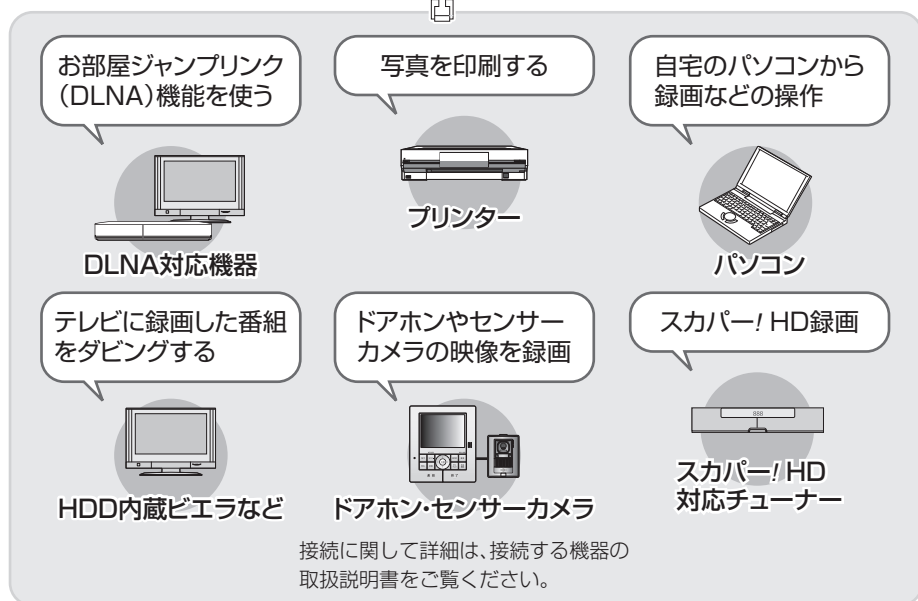 お部屋ジャンプリンク
（DLNA）機能を使う
DLNA対応機器
写真を印刷する
プリンター
自宅のパソコンから
録画などの操作
パソコン
テレビに録画した番組
をダビングする
HDD内蔵ビエラなど
ドアホンやセンサー
カメラの映像を録画
ドアホン・センサーカメラ
接続に関して詳細は、接続する機器の
取扱説明書をご覧ください。
スカパー! HD録画
888
スカパー! HD
対応チューナー